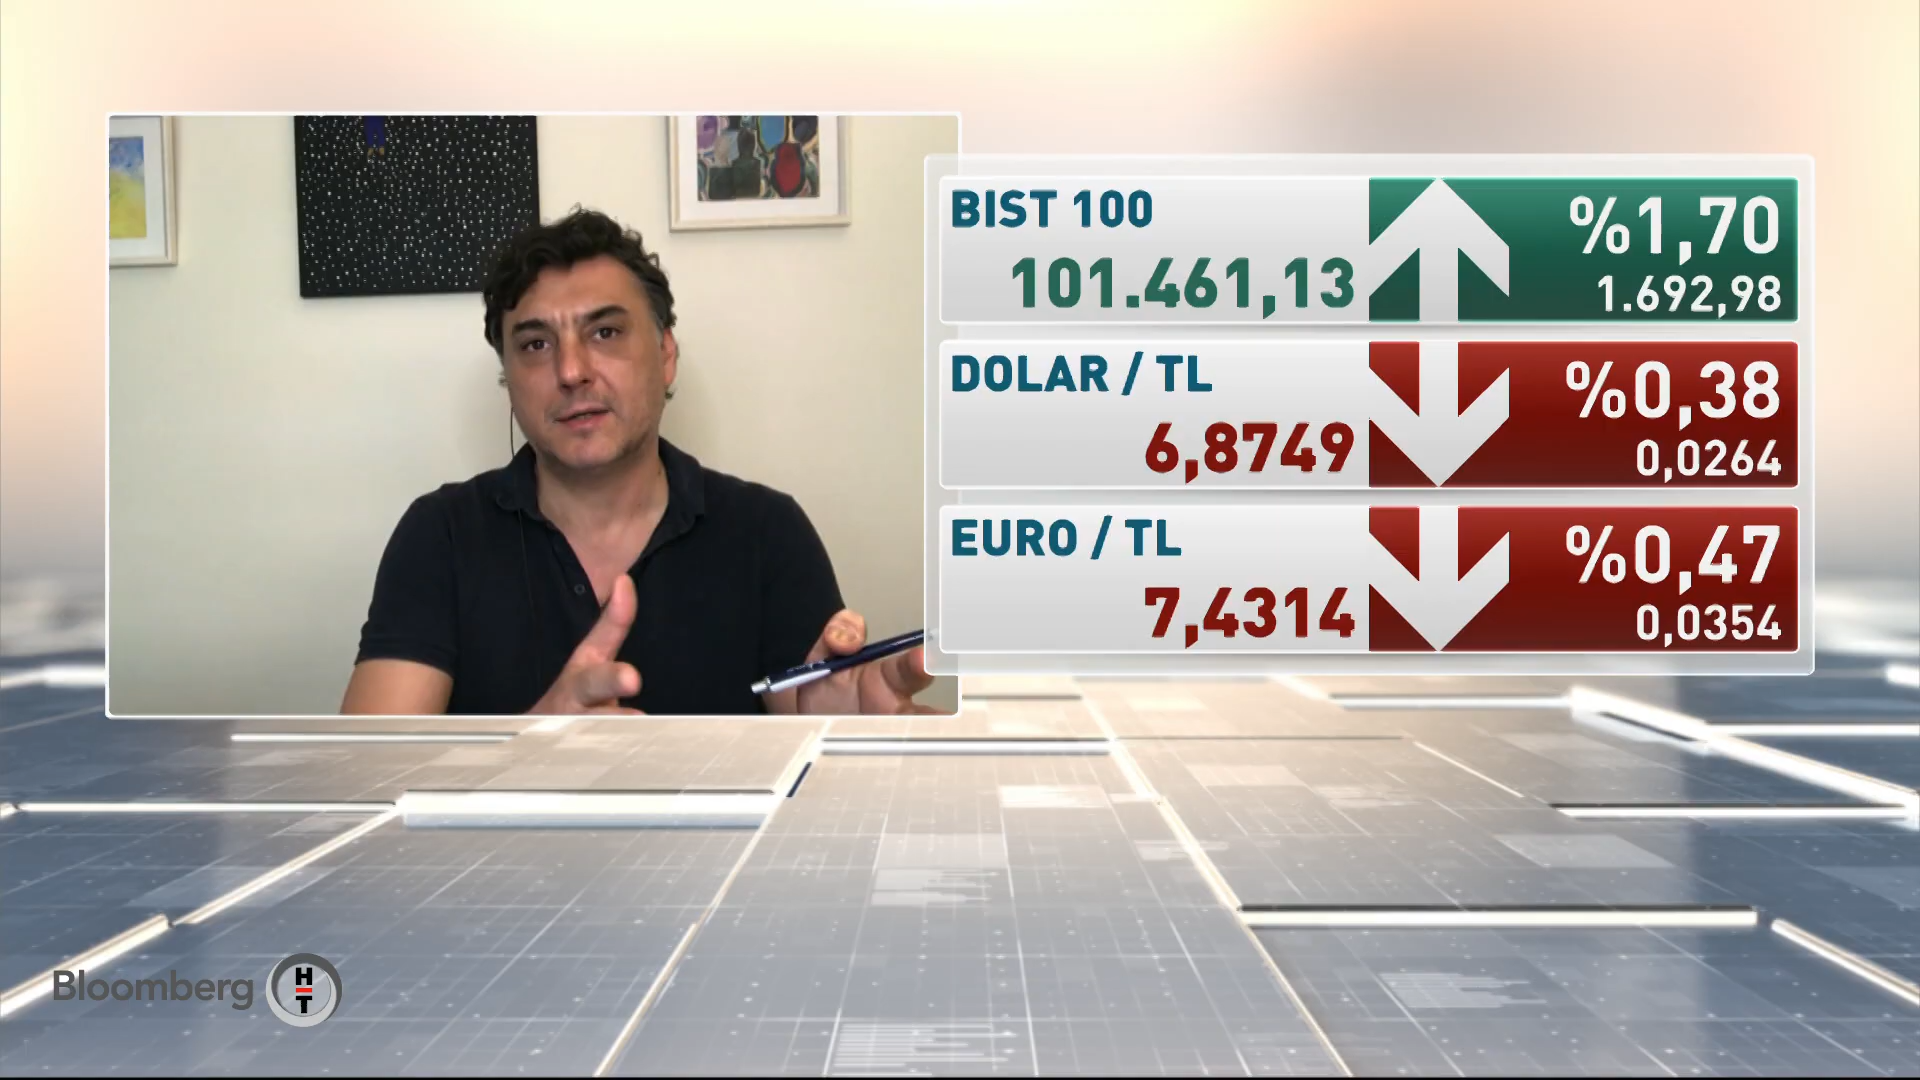 BIST 100
101.461,13
%1,70
1.692,98
DOLAR / TL
6,8749
%0,38
0,0264
EURO / TL
7,4314
%0,47
0,0354
Bloomberg HT